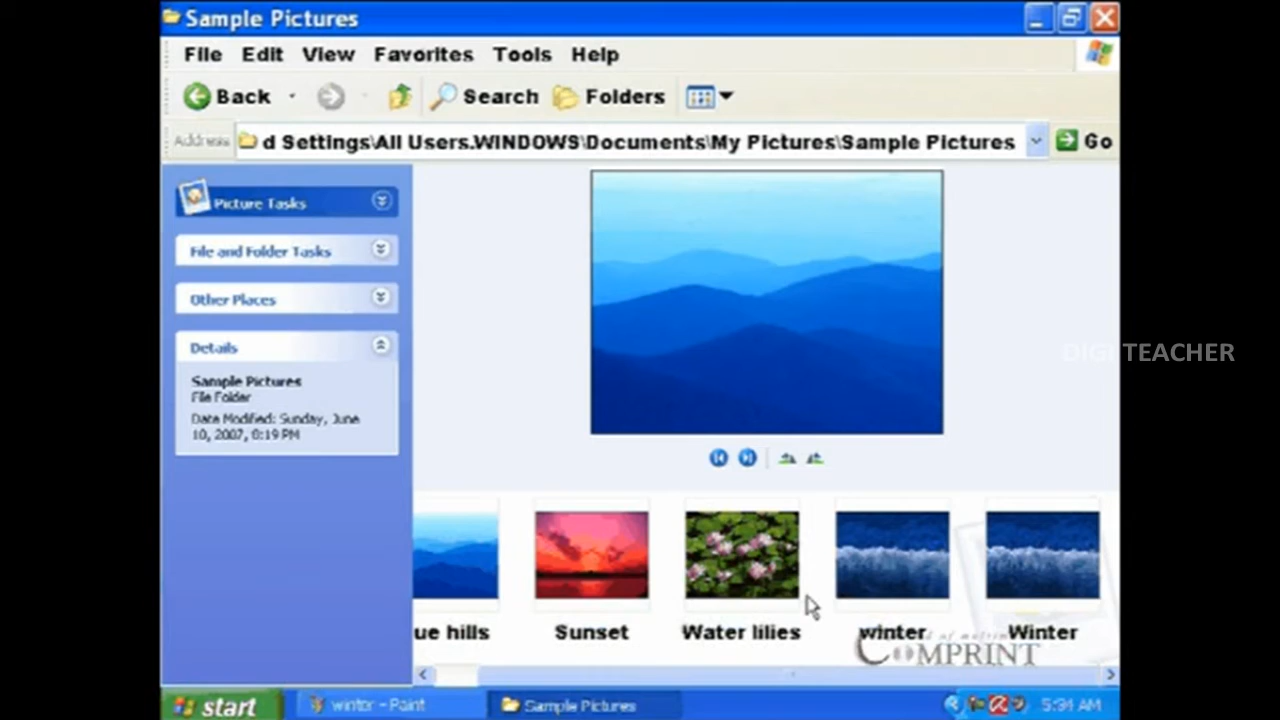 Sample Pictures
File Edit View Favorites Tools Help
Back Search Folders
Address d Settings\All Users.WINDOWS\Documents\My Pictures\Sample Pictures Go
Picture Tasks
File and Folder Tasks
Other Places
Details
Sample Pictures
File Folder
Date Modified: Sunday, June
10, 2007, 8:19 PM
DIGI TEACHER
ue hills Sunset Water lilies winter Winter
COMPRINT
start winter - Paint Sample Pictures 5:34 AM